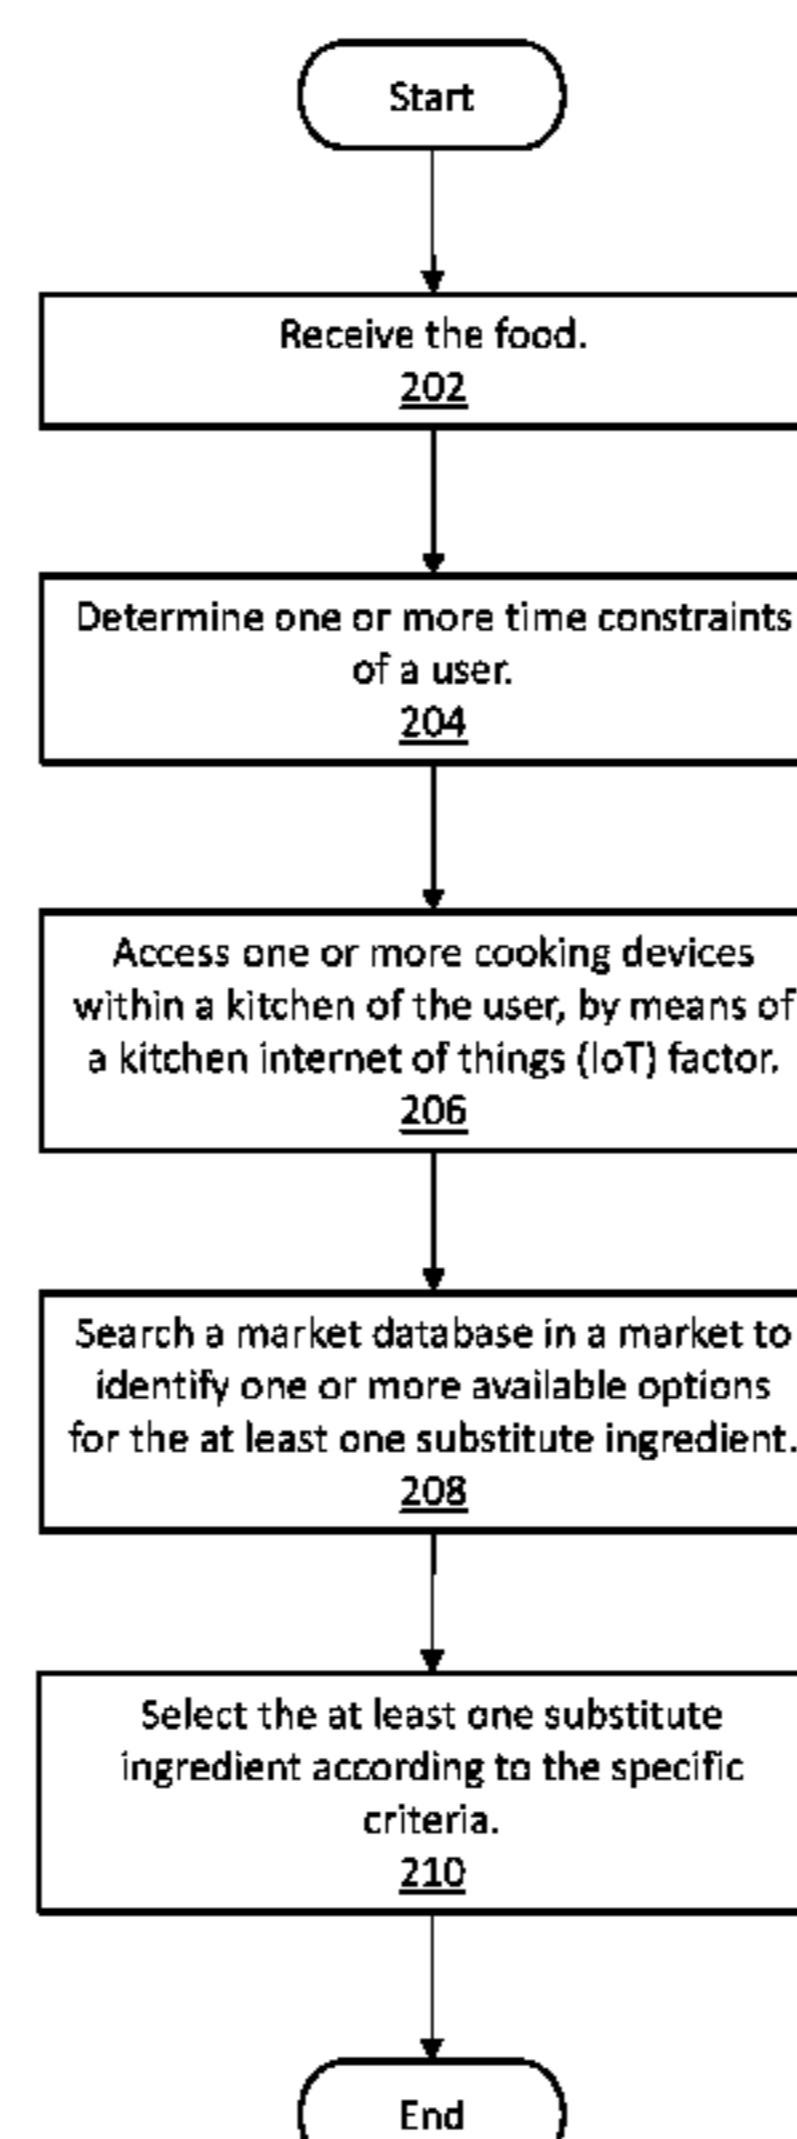 Start
Receive the food.
202
Determine one or more time constraints
of a user.
204
Access one or more cooking devices
within a kitchen of the user, by means of
a kitchen internet of things (IoT) factor.
206
Search a market database in a market to
identify one or more available options
for the at least one substitute ingredient.
208
Select the at least one substitute
ingredient according to the specific
criteria.
210
End